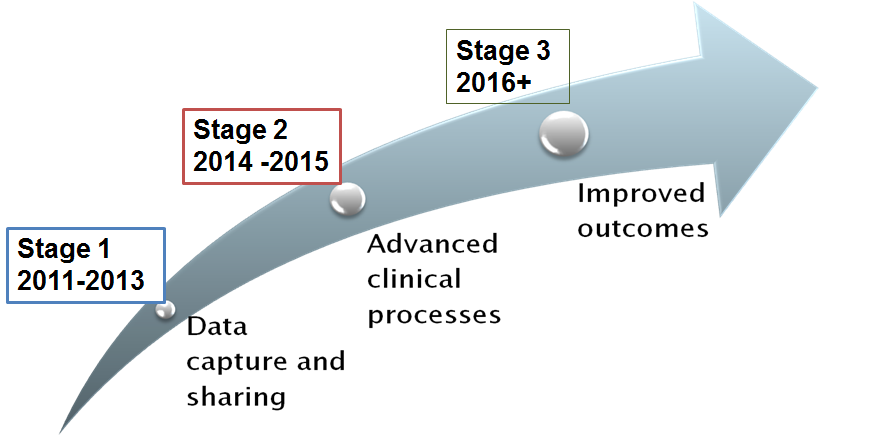 Stage 1
2011-2013
Data
capture and
sharing
Stage 2
2014 -2015
Advanced
clinical
processes
Stage 3
2016+
Improved
outcomes